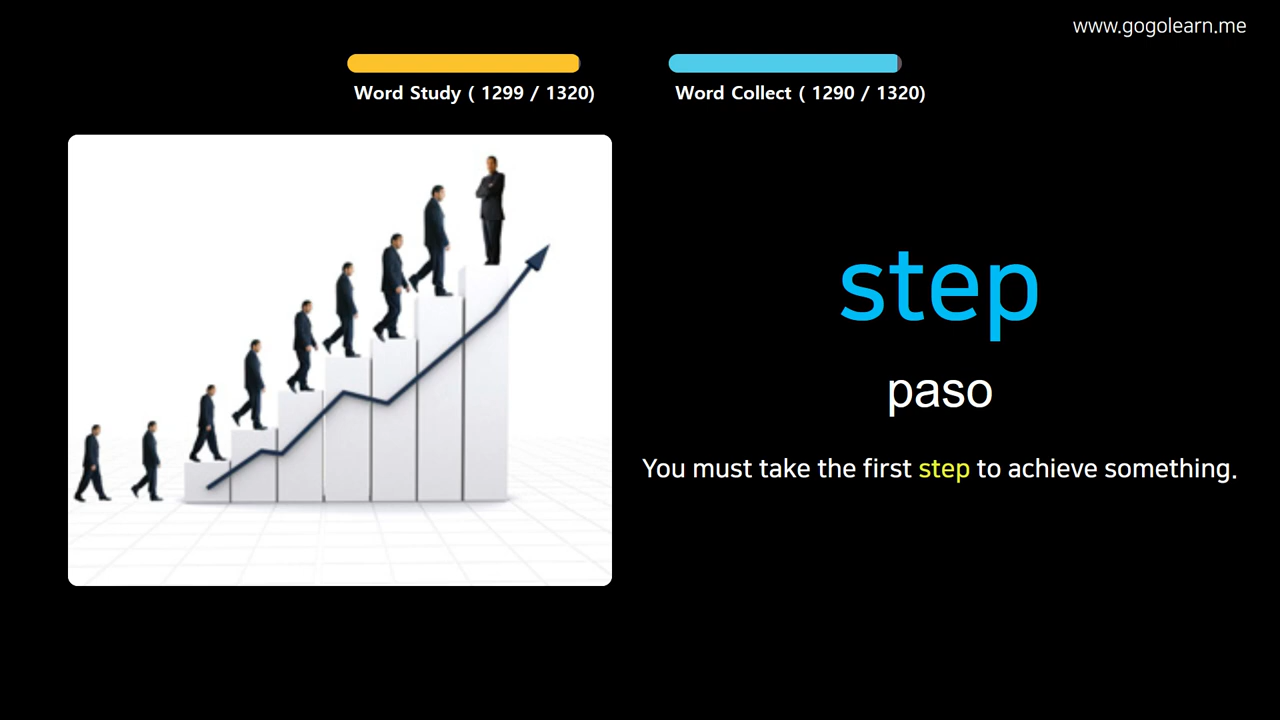 www.gogolearn.me
Word Study ( 1299 / 1320)
Word Collect ( 1290 / 1320)
step
paso
You must take the first step to achieve something.